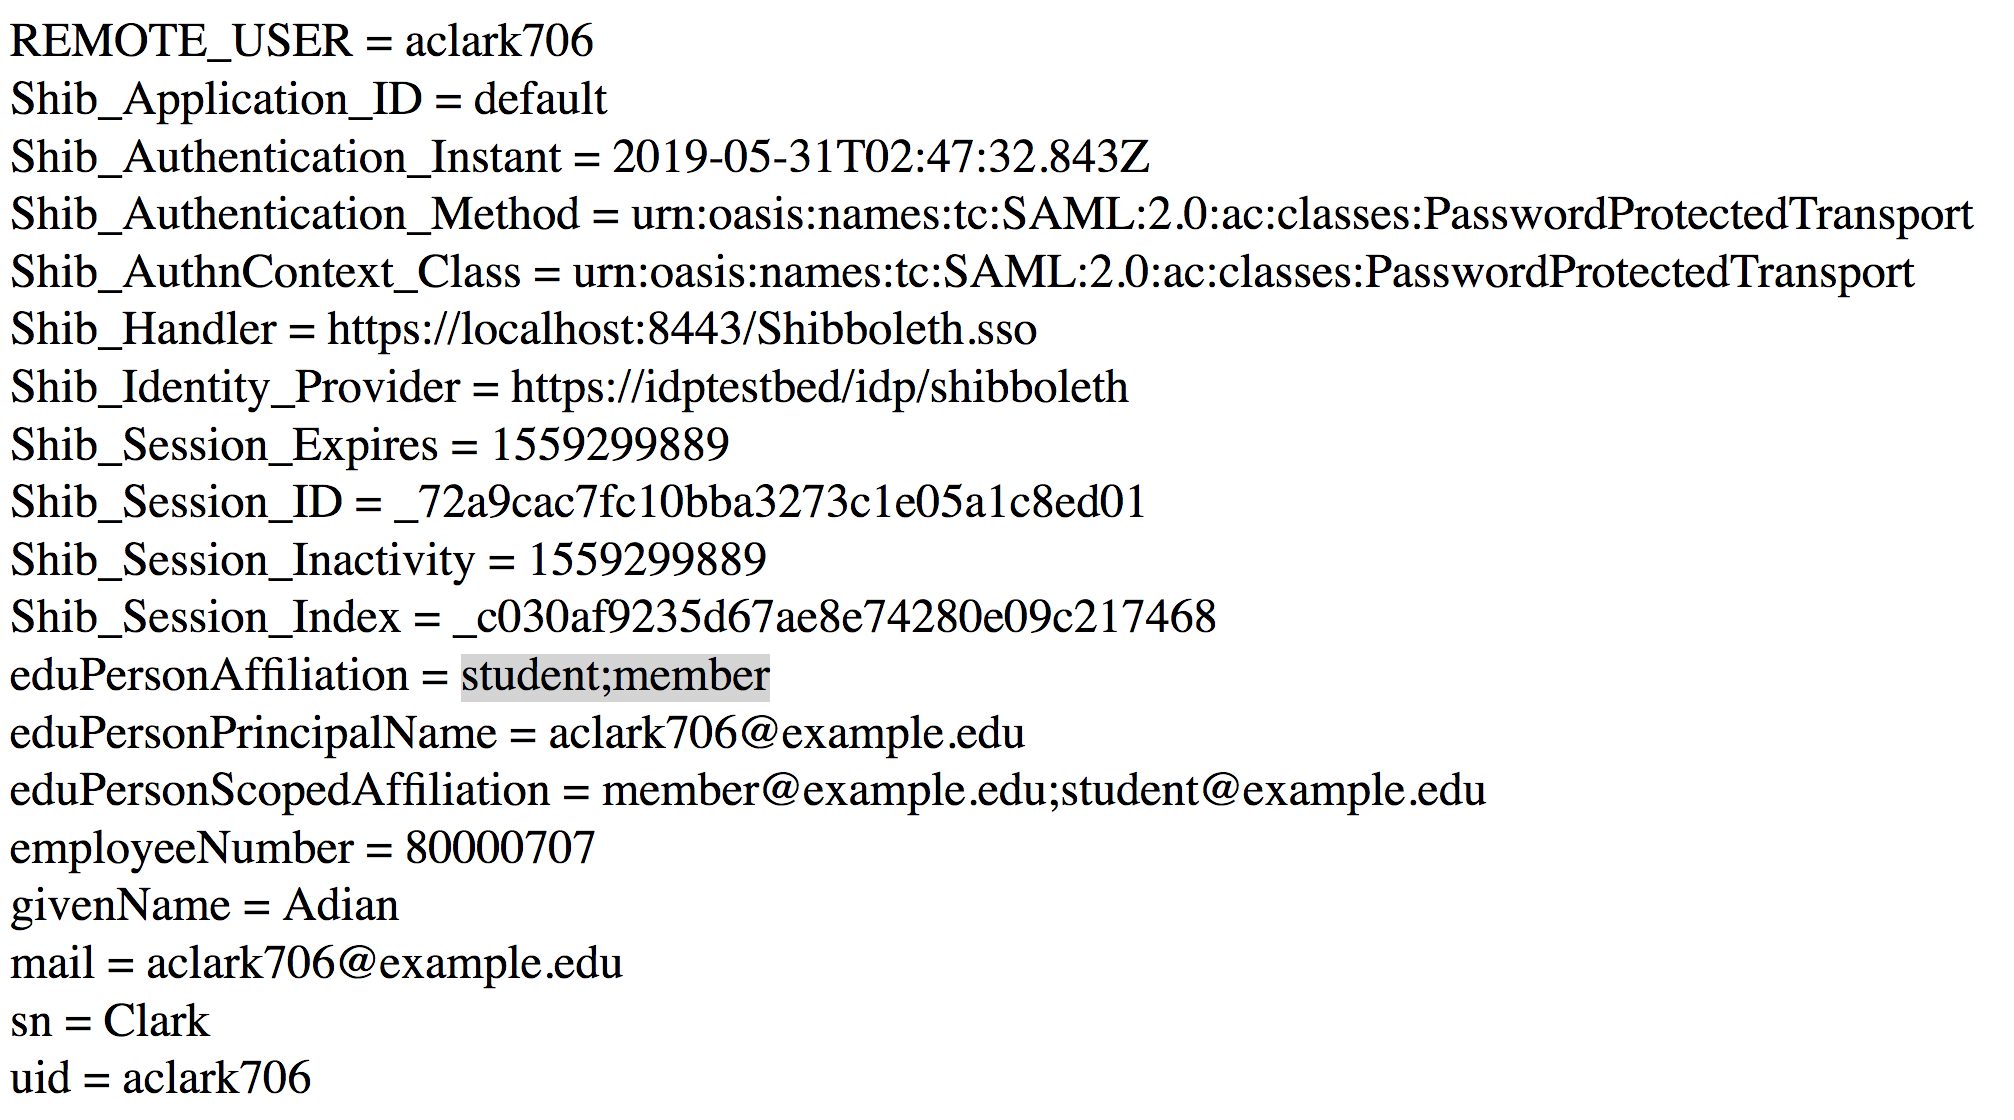 REMOTE_USER = aclark706
Shib_Application_ID = default
Shib_Authentication_Instant = 2019-05-31T02:47:32.843Z
Shib_Authentication_Method = urn:oasis:names:tc:SAML:2.0:ac:classes:PasswordProtectedTransport
Shib_AuthnContext_Class = urn:oasis:names:tc:SAML:2.0:ac:classes:PasswordProtectedTransport
Shib_Handler = https://localhost:8443/Shibboleth.sso
Shib_Identity_Provider = https://idptestbed/idp/shibboleth
Shib_Session_Expires = 1559299889
Shib_Session_ID = _72a9cac7fc10bba3273c1e05a1c8ed01
Shib_Session_Inactivity = 1559299889
Shib_Session_Index = _c030af9235d67ae8e74280e09c217468
eduPersonAffiliation = student;member
eduPersonPrincipalName = aclark706@example.edu
eduPersonScopedAffiliation = member@example.edu;student@example.edu
employeeNumber = 80000707
givenName = Adian
mail = aclark706@example.edu
sn = Clark
uid = aclark706